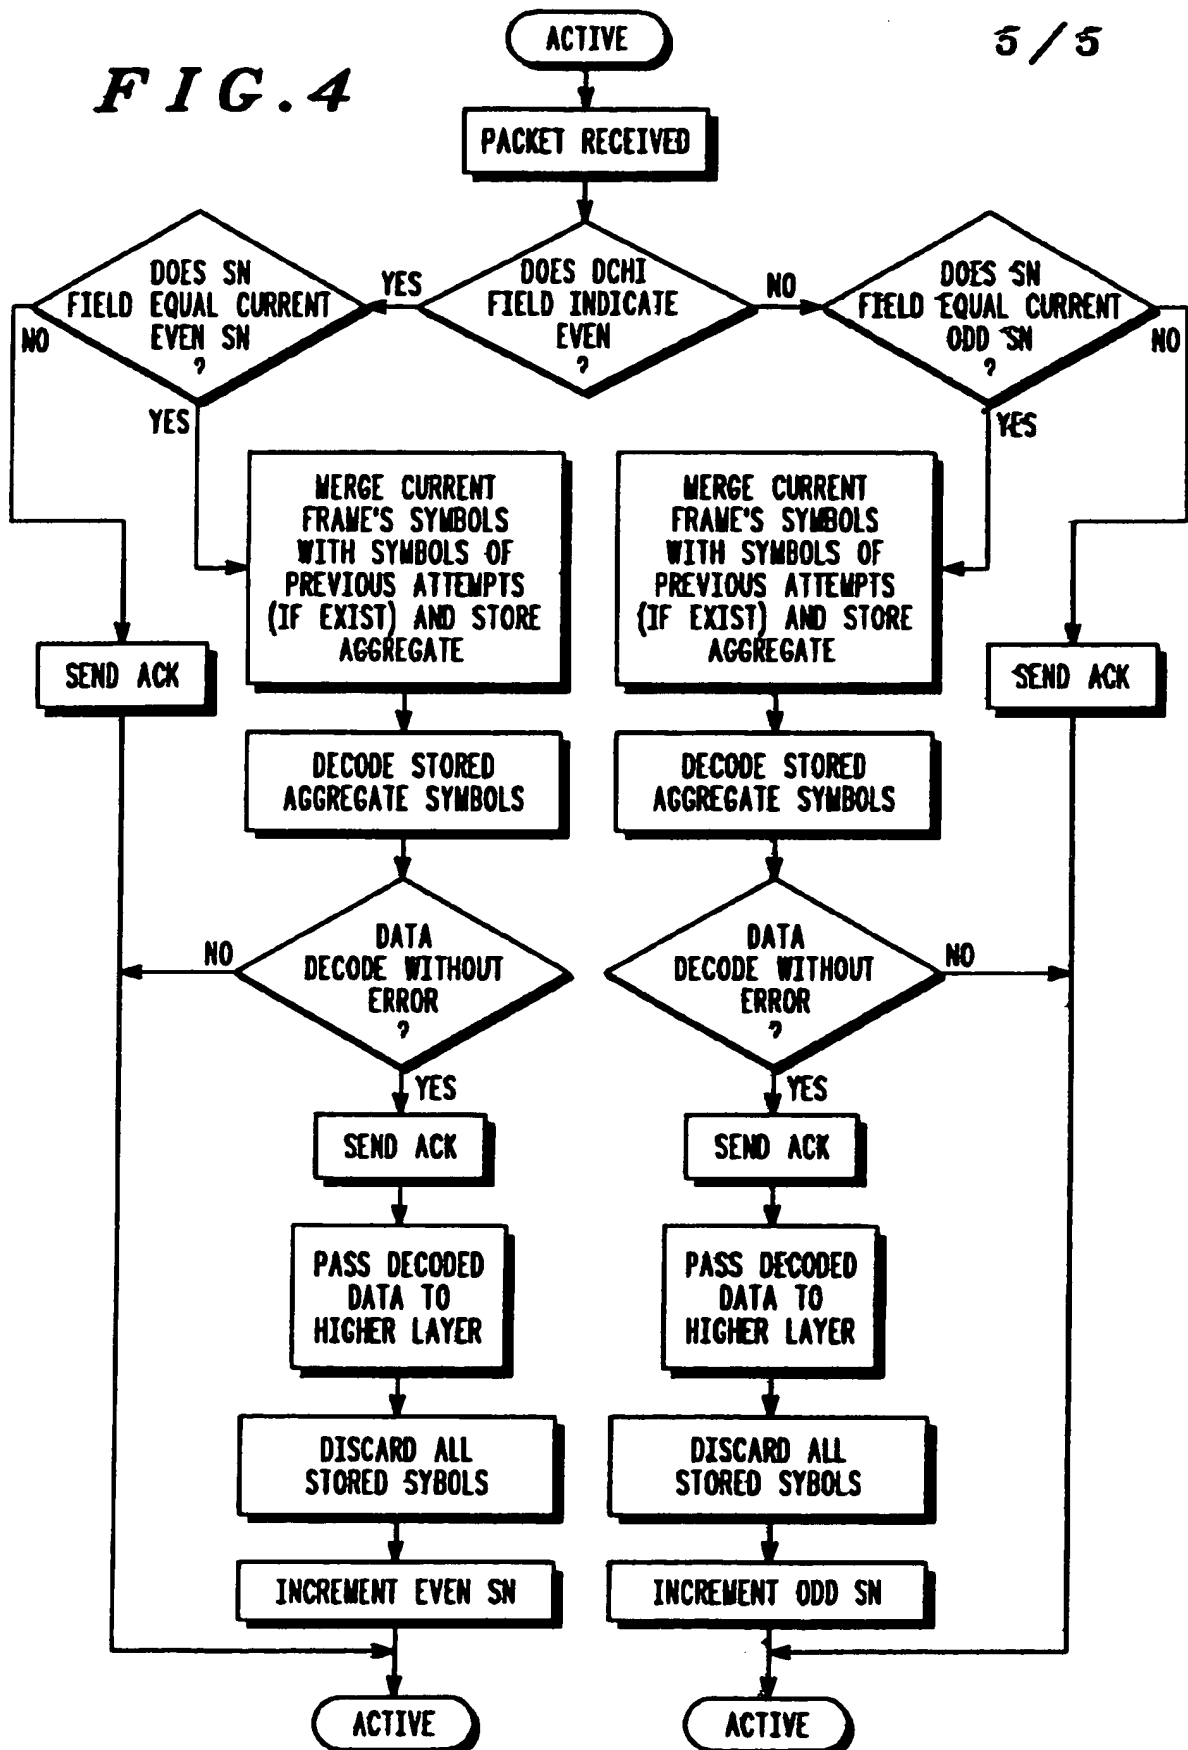 ACTIVE
5/5
FIG.4
PACKET RECEIVED
DOES SN
FIELD EQUAL CURRENT
EVEN SN
?
YES
DOES DCHI
FIELD INDICATE
EVEN
?
NO
DOES SN
FIELD EQUAL CURRENT
ODD SN
?
NO
NO
YES
YES
MERGE CURRENT
FRAME'S SYMBOLS
WITH SYMBOLS OF
PREVIOUS ATTEMPTS
(IF EXIST) AND STORE
AGGREGATE
MERGE CURRENT
FRAME'S SYMBOLS
WITH SYMBOLS OF
PREVIOUS ATTEMPTS
(IF EXIST) AND STORE
AGGREGATE
SEND ACK
SEND ACK
DECODE STORED
AGGREGATE SYMBOLS
DECODE STORED
AGGREGATE SYMBOLS
NO
DATA
DECODE WITHOUT
ERROR
?
DATA
DECODE WITHOUT
ERROR
?
NO
YES
YES
SEND ACK
SEND ACK
PASS DECODED
DATA TO
HIGHER LAYER
PASS DECODED
DATA TO
HIGHER LAYER
DISCARD ALL
STORED SYBOLS
DISCARD ALL
STORED SYBOLS
INCREMENT EVEN SN
INCREMENT ODD SN
ACTIVE
ACTIVE